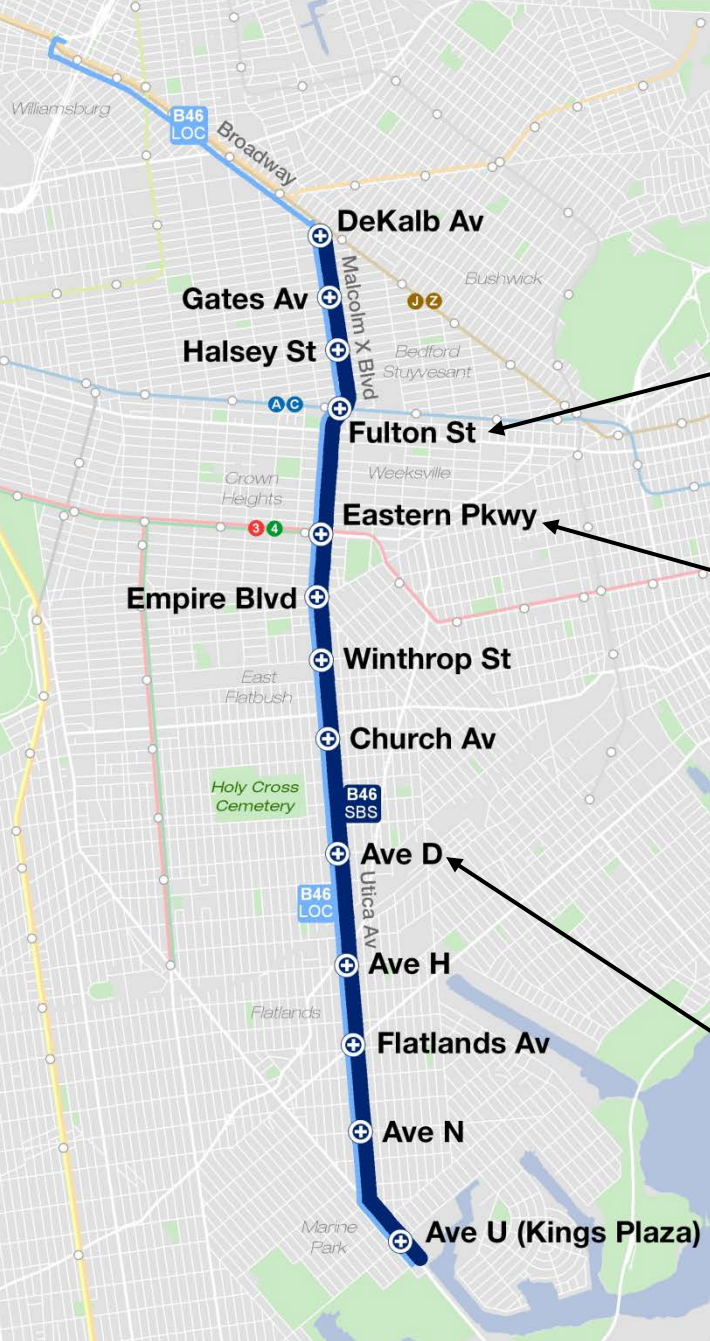 Williamsburg
B46
LOC
Broadway
DeKalb Av
Malcolm X Blvd
Bushwick
Gates Av
J Z
Halsey St
Bedford
Stuyvesant
A C
Fulton St
Weeksville
Crown
Heights
Eastern Pkwy
3 4
Empire Blvd
Winthrop St
East
Flatbush
Church Av
Holy Cross
Cemetery
B46
SBS
Ave D
Utica Av
B46
LOC
Ave H
Flatlands
Flatlands Av
Ave N
Marine
Park
Ave U (Kings Plaza)